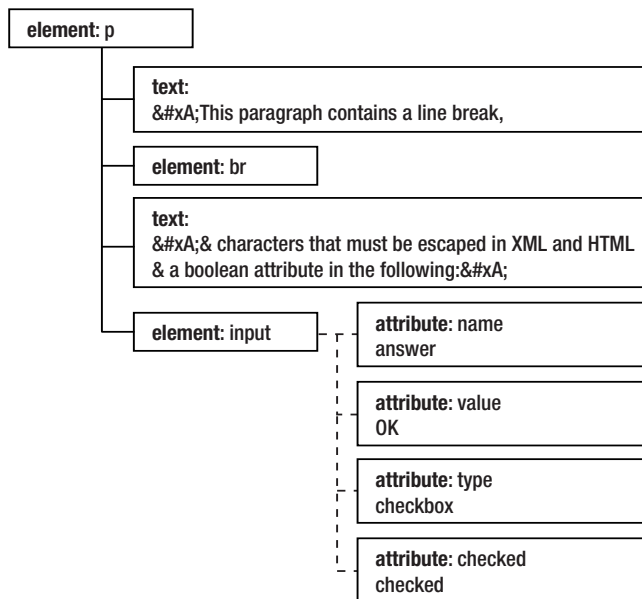 element: p
text:
&#xA;This paragraph contains a line break,
element: br
text:
&#xA;& characters that must be escaped in XML and HTML
& a boolean attribute in the following:&#xA;
element: input
attribute: name
answer
attribute: value
OK
attribute: type
checkbox
attribute: checked
checked